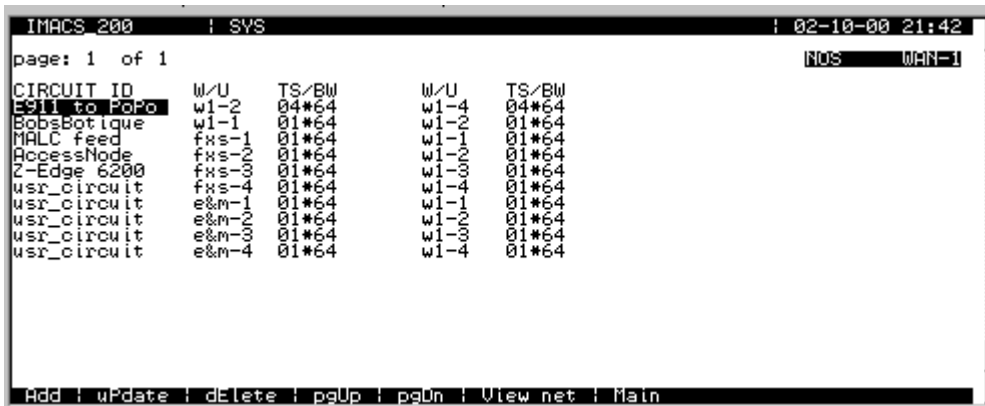 IMACS_200 ¦ SYS ¦ 02-10-00 21:42
page: 1 of 1 NOS WAN-1
CIRCUIT ID W/U TS/BW W/U TS/BW
E911 to PoPo w1-2 04*64 w1-4 04*64
BobsBotique w1-1 01*64 w1-2 01*64
MALC feed fxs-1 01*64 w1-1 01*64
AccessNode fxs-2 01*64 w1-2 01*64
Z-Edge 6200 fxs-3 01*64 w1-3 01*64
usr_circuit fxs-4 01*64 w1-4 01*64
usr_circuit e&m-1 01*64 w1-1 01*64
usr_circuit e&m-2 01*64 w1-2 01*64
usr_circuit e&m-3 01*64 w1-3 01*64
usr_circuit e&m-4 01*64 w1-4 01*64
Add ¦ uPdate ¦ dElete ¦ pgUp ¦ pgDn ¦ View net ¦ Main